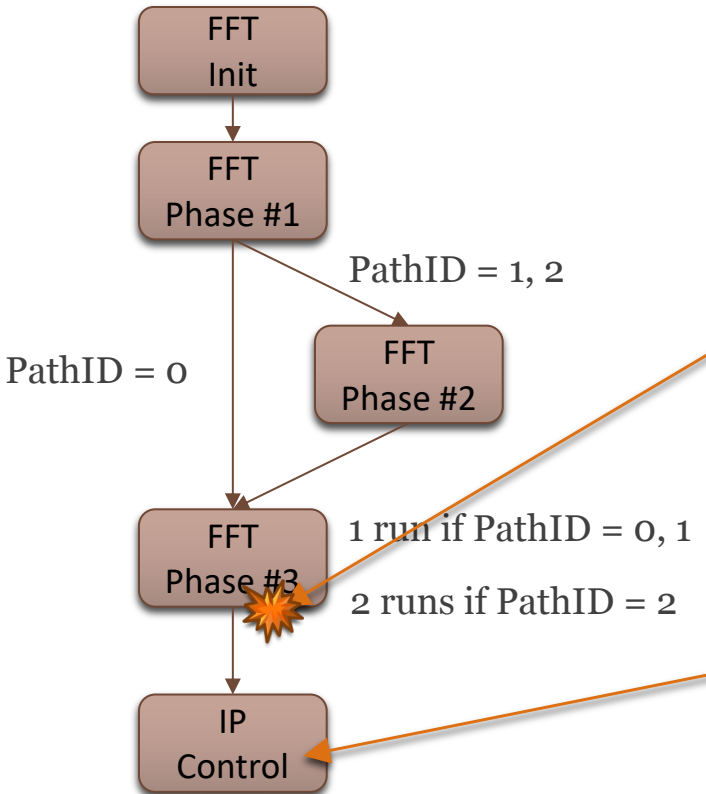 FFT
Init
FFT
Phase #1
PathID = 1, 2
PathID = 0
FFT
Phase #2
FFT
Phase #3
1 run if PathID = 0, 1
2 runs if PathID = 2
IP
Control